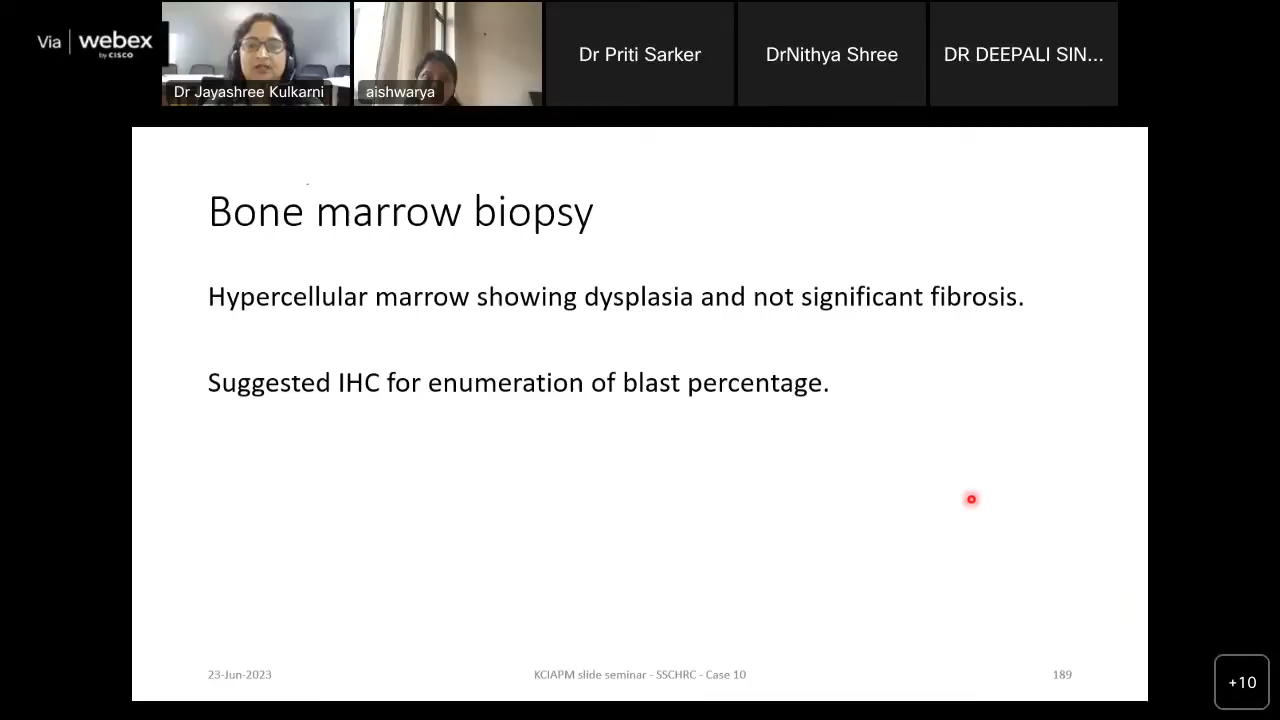 Via webex
by CISCO
Dr Jayashree Kulkarni
aishwarya
Dr Priti Sarker
DrNithya Shree
DR DEEPALI SIN...
Bone marrow biopsy
Hypercellular marrow showing dysplasia and not significant fibrosis.
Suggested IHC for enumeration of blast percentage.
23-Jun-2023
KCIAPM slide seminar - SSCHRC - Case 10
189
+10